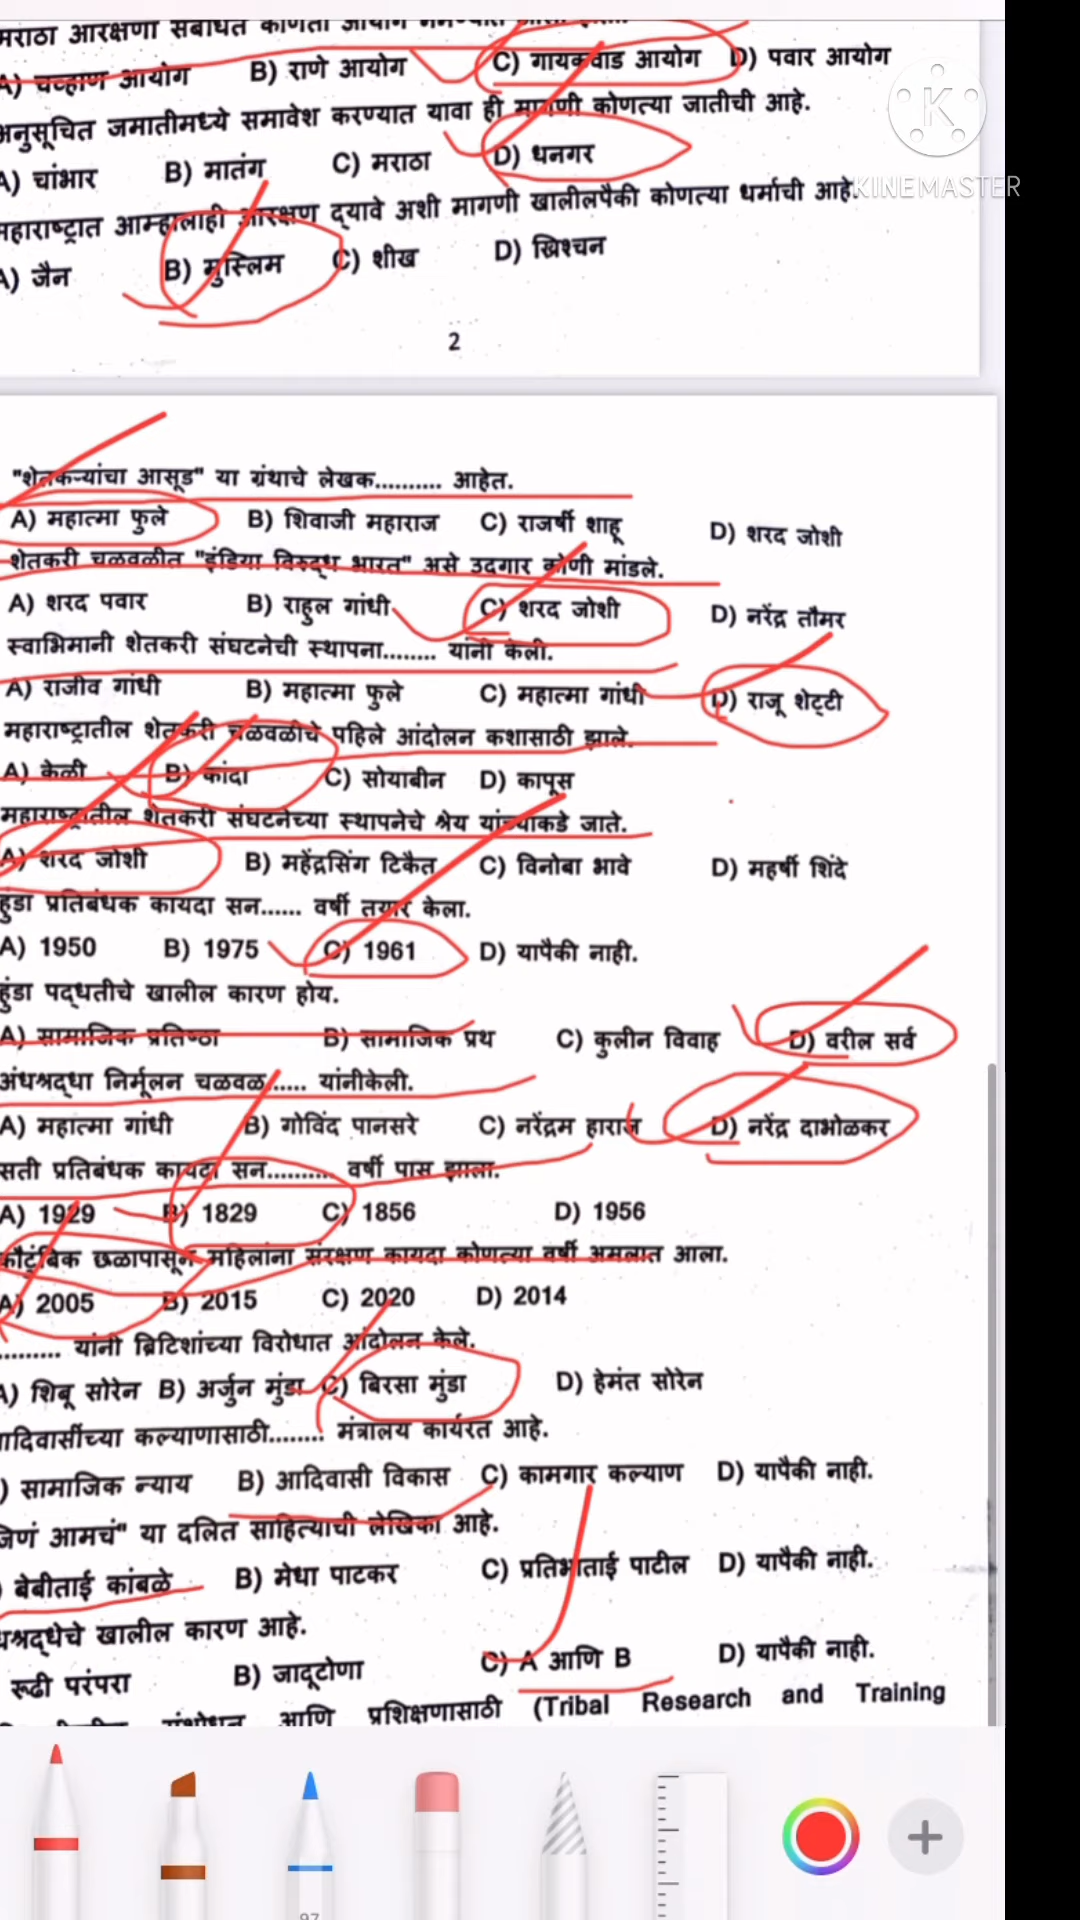 मराठा आरक्षणा संबंधित कोणता आयोग
A) चव्हाण आयोग B) राणे आयोग C) गायकवाड आयोग D) पवार आयोग
अनुसूचित जमातीमध्ये समावेश करण्यात यावा ही मागणी कोणत्या जातीची आहे.
A) चांभार B) मातंग C) मराठा D) धनगर
महाराष्ट्रात आम्हालाही आरक्षण द्यावे अशी मागणी खालीलपैकी कोणत्या धर्माची आहे.
A) जैन B) मुस्लिम C) शीख D) ख्रिश्चन
K
KINEMASTER
2
"शेतकऱ्यांचा आसूड" या ग्रंथाचे लेखक.......... आहेत.
A) महात्मा फुले B) शिवाजी महाराज C) राजर्षी शाहू D) शरद जोशी
शेतकरी चळवळीत "इंडिया विरुद्ध भारत" असे उदगार कोणी मांडले.
A) शरद पवार B) राहुल गांधी C) शरद जोशी D) नरेंद्र तौमर
स्वाभिमानी शेतकरी संघटनेची स्थापना........ यांनी केली.
A) राजीव गांधी B) महात्मा फुले C) महात्मा गांधी D) राजू शेट्टी
महाराष्ट्रातील शेतकरी चळवळीचे पहिले आंदोलन कशासाठी झाले.
A) केळी B) कांदा C) सोयाबीन D) कापूस
महाराष्ट्रातील शेतकरी संघटनेच्या स्थापनेचे श्रेय यांच्याकडे जाते.
A) शरद जोशी B) महेंद्रसिंग टिकैत C) विनोबा भावे D) महर्षी शिंदे
हुंडा प्रतिबंधक कायदा सन...... वर्षी तयार केला.
A) 1950 B) 1975 C) 1961 D) यापैकी नाही.
हुंडा पद्धतीचे खालील कारण होय.
A) सामाजिक प्रतिष्ठा B) सामाजिक प्रथ C) कुलीन विवाह D) वरील सर्व
अंधश्रद्धा निर्मूलन चळवळ...... यांनीकेली.
A) महात्मा गांधी B) गोविंद पानसरे C) नरेंद्रम हाराज D) नरेंद्र दाभोळकर
सती प्रतिबंधक कायदा सन.......... वर्षी पास झाला.
A) 1929 B) 1829 C) 1856 D) 1956
कौटुंबिक छळापासून महिलांना संरक्षण कायदा कोणत्या वर्षी अमलात आला.
A) 2005 B) 2015 C) 2020 D) 2014
......... यांनी ब्रिटिशांच्या विरोधात आंदोलन केले.
A) शिबू सोरेन B) अर्जुन मुंडा C) बिरसा मुंडा D) हेमंत सोरेन
आदिवासींच्या कल्याणासाठी........ मंत्रालय कार्यरत आहे.
) सामाजिक न्याय B) आदिवासी विकास C) कामगार कल्याण D) यापैकी नाही.
जिणं आमचं" या दलित साहित्याची लेखिका आहे.
बेबीताई कांबळे B) मेधा पाटकर C) प्रतिभाताई पाटील D) यापैकी नाही.
खालील कारण आहे.
रूढी परंपरा B) जादूटोणा C) A आणि B D) यापैकी नाही.
संशोधन आणि प्रशिक्षणासाठी (Tribal Research and Training
97